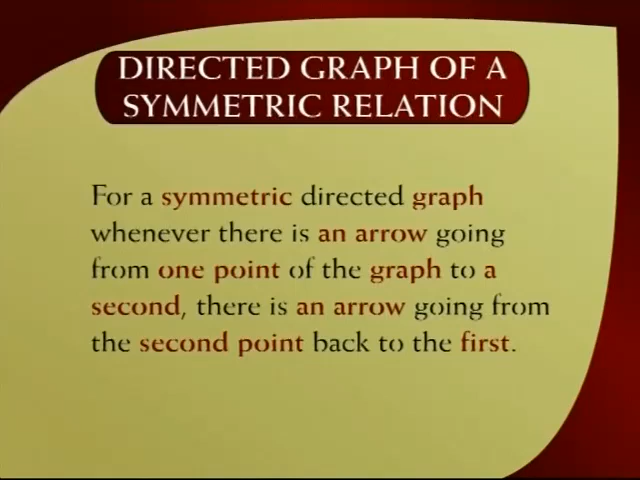 DIRECTED GRAPH OF A
SYMMETRIC RELATION
For a symmetric directed graph
whenever there is an arrow going
from one point of the graph to a
second, there is an arrow going from
the second point back to the first.